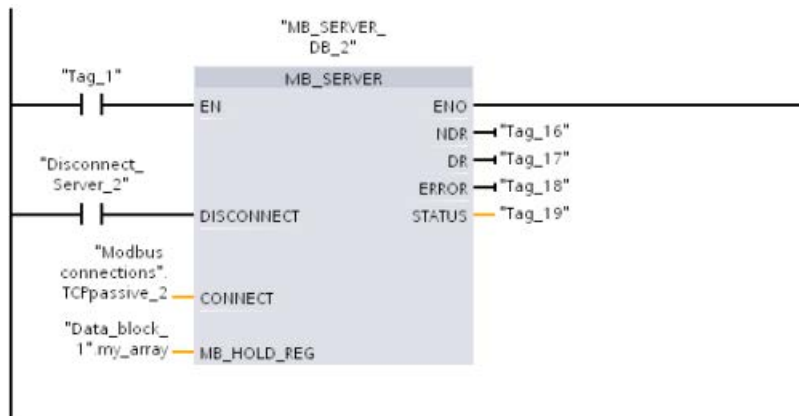 "MB_SERVER_
DB_2"
"Tag_1"
MB_SERVER
EN
ENO
NDR
"Tag_16"
DR
"Tag_17"
"Disconnect_
Server_2"
ERROR
"Tag_18"
DISCONNECT
STATUS
"Tag_19"
"Modbus
connections".
TCPpassive_2
CONNECT
"Data_block_
1".my_array
MB_HOLD_REG